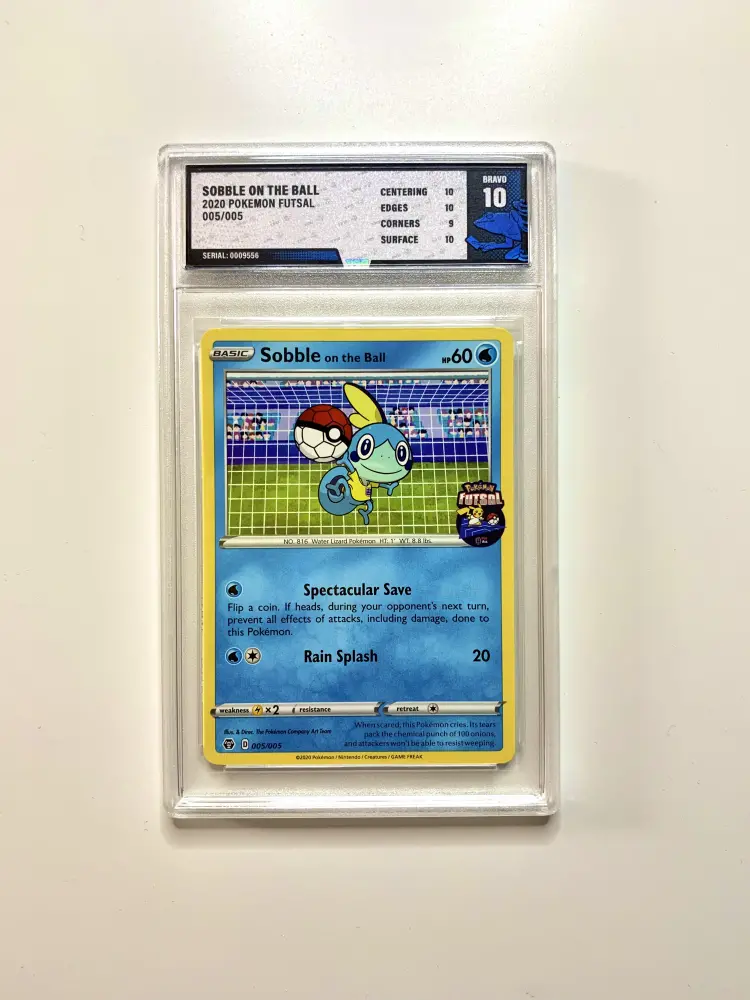 SOBBLE ON THE BALL
2020 POKEMON FUTSAL
005/005
SERIAL: 0009556
CENTERING 10
EDGES 10
CORNERS 9
SURFACE 10
BRAVO
10
BASIC Sobble on the Ball HP60
POKéMON
FUTSAL
NO. 816 Water Lizard Pokémon HT: 1' WT: 8.8 lbs.
Spectacular Save
Flip a coin. If heads, during your opponent's next turn,
prevent all effects of attacks, including damage, done to
this Pokémon.
Rain Splash 20
weakness ×2 resistance retreat
Illus. & Direc. The Pokémon Company Art Team
D 005/005
When scared, this Pokémon cries. Its tears
pack the chemical punch of 100 onions,
and attackers won't be able to resist weeping.
©2020 Pokémon / Nintendo / Creatures / GAME FREAK